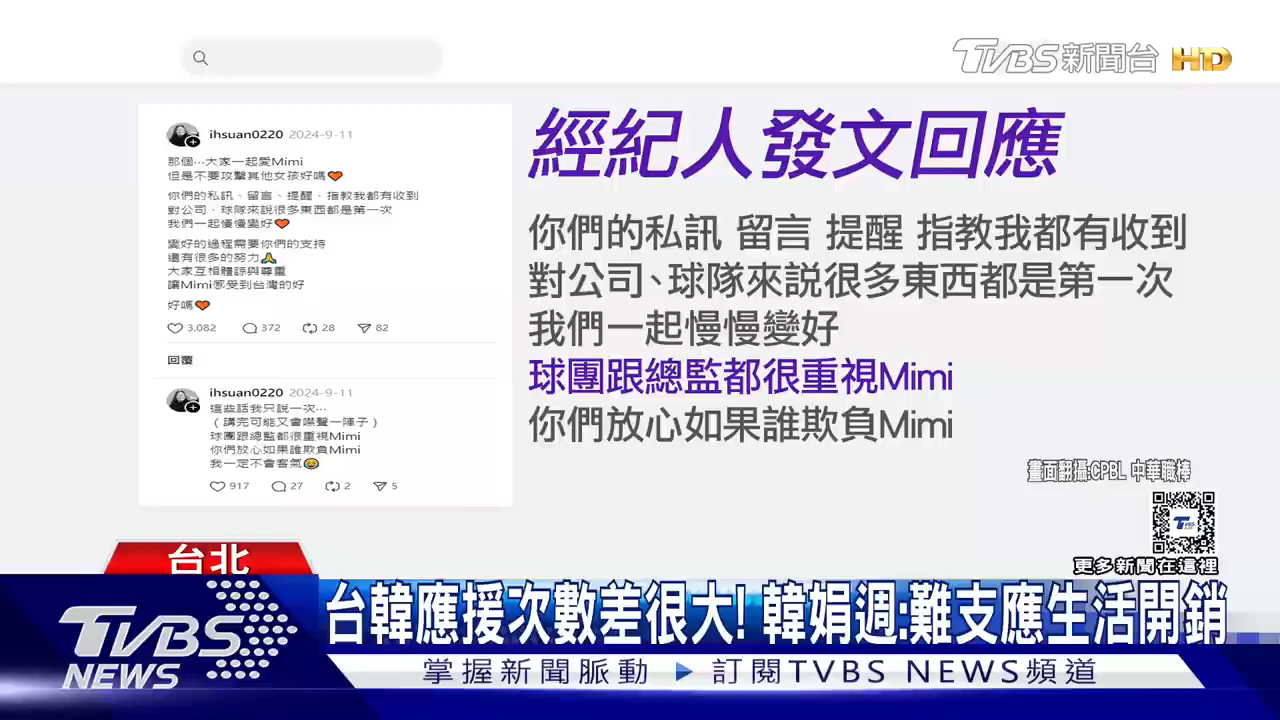 TVBS新聞台 HD
經紀人發文回應
ihsuan0220 2024-9-11
那個⋯大家一起愛Mimi
但是不要攻擊其他女孩好嗎🧡
你們的私訊、留言、提醒、指教我都有收到
對公司、球隊來說很多東西都是第一次
我們一起慢慢變好🧡
變好的過程需要你們的支持
還有很多的努力🙏
大家互相體諒與尊重
讓Mimi感受到台灣的好
好嗎🧡
3,082 372 28 82
回覆
ihsuan0220 2024-9-11
這些話我只說一次⋯
（講完可能又會噤聲一陣子）
球團跟總監都很重視Mimi
你們放心如果誰欺負Mimi
我一定不會客氣😂
917 27 2 5
你們的私訊 留言 提醒 指教我都有收到
對公司、球隊來說很多東西都是第一次
我們一起慢慢變好
球團跟總監都很重視Mimi
你們放心如果誰欺負Mimi
畫面翻攝:CPBL 中華職棒
TVBS
更多新聞在這裡
台北
台韓應援次數差很大! 韓娟週:難支應生活開銷
TVBS NEWS
掌握新聞脈動 ▶ 訂閱TVBS NEWS頻道